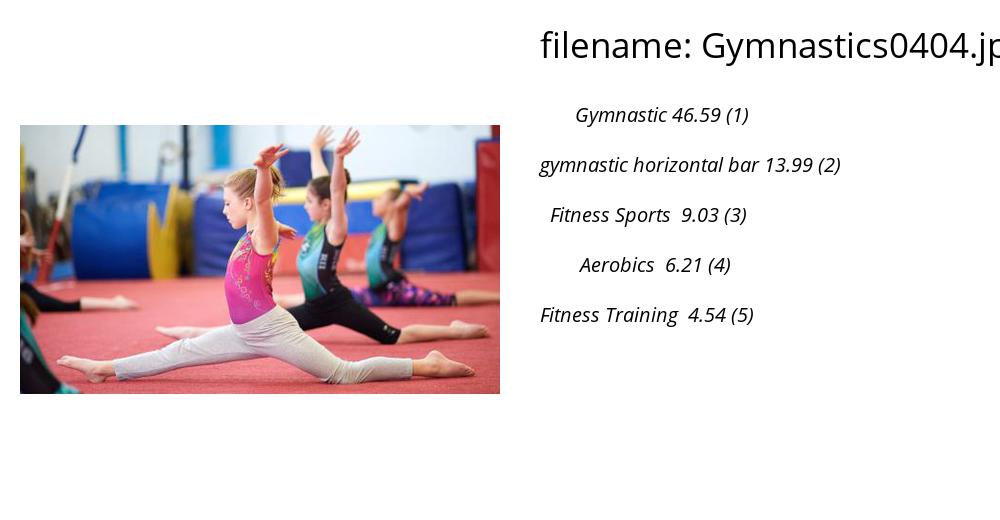 filename: Gymnastics0404.jp
Gymnastic 46.59 (1)
gymnastic horizontal bar 13.99 (2)
Fitness Sports 9.03 (3)
Aerobics 6.21 (4)
Fitness Training 4.54 (5)